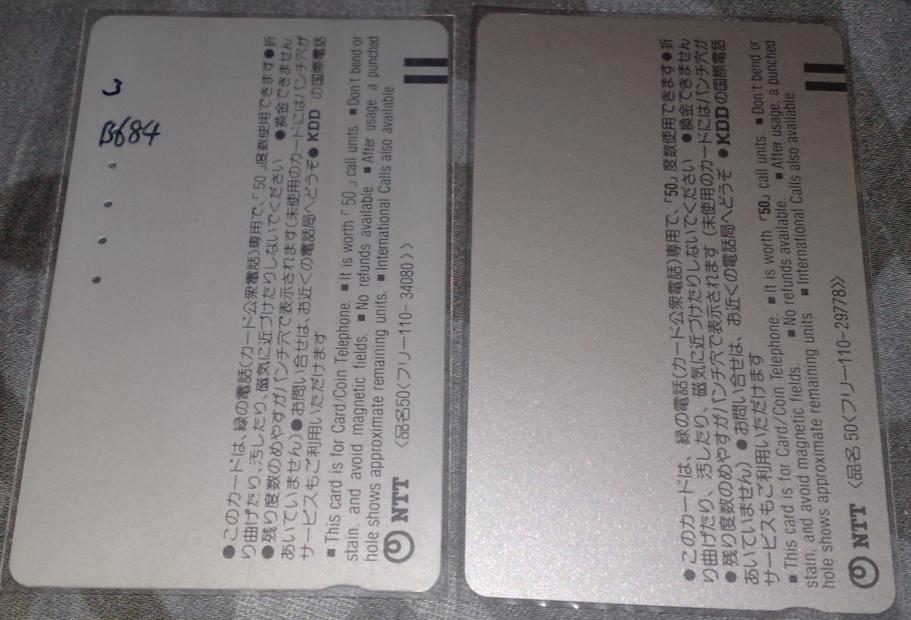 3
B684
●このカードは、緑の電話(カード公衆電話)専用で、「50」度数使用できます●折
り曲げたり、汚したり、磁気に近づけたりしないでください ●換金できません
●残り度数のめやすがパンチ穴で表示されます(未使用のカードにはパンチ穴が
あいていません)●お問い合せは、お近くの電話局へどうぞ●KDD の国際電話
サービスもご利用いただけます
■This card is for Card/Coin Telephone. ■It is worth「50」call units. ■Don't bend or
stain, and avoid magnetic fields. ■No refunds available. ■After usage, a punched
hole shows approximate remaining units. ■International Calls also available.
NTT 〈品名50〈フリー110-34080〉〉
●このカードは、緑の電話(カード公衆電話)専用で、「50」度数使用できます●折
り曲げたり、汚したり、磁気に近づけたりしないでください ●換金できません
●残り度数のめやすがパンチ穴で表示されます(未使用のカードにはパンチ穴が
あいていません)●お問い合せは、お近くの電話局へどうぞ ●KDDの国際電話
サービスもご利用いただけます
■This card is for Card/Coin Telephone. ■It is worth「50」call units. ■Don't bend or
stain, and avoid magnetic fields. ■No refunds available. ■After usage, a punched
hole shows approximate remaining units. ■International Calls also available
NTT 〈品名 50〈フリー110-29778〉〉